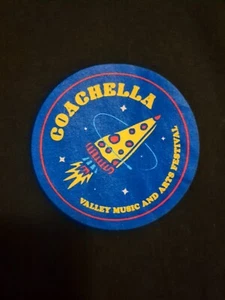 COACHELLA
VALLEY MUSIC AND ARTS FESTIVAL